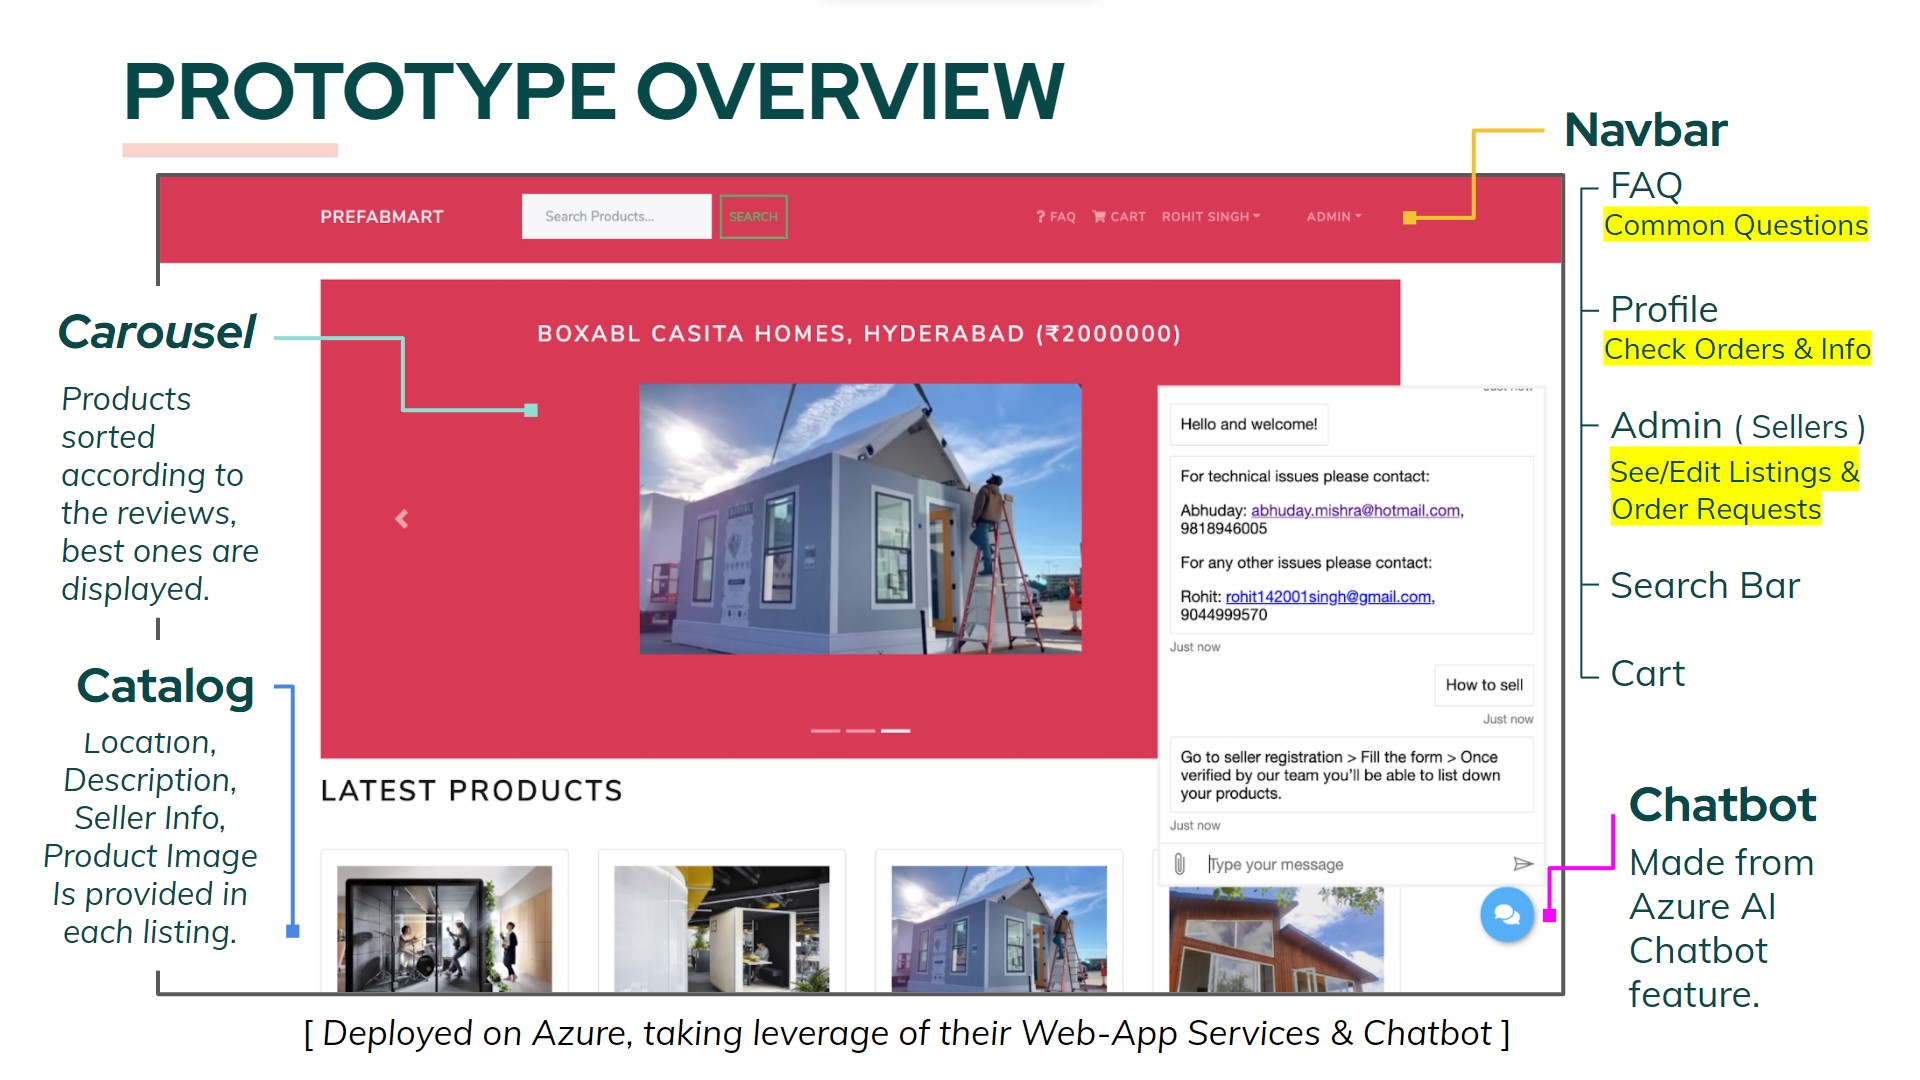 PROTOTYPE OVERVIEW
Navbar
FAQ
Common Questions
Profile
Check Orders & Info
Admin ( Sellers )
See/Edit Listings &
Order Requests
Search Bar
Cart
PREFABMART
Search Products...
SEARCH
? FAQ
CART
ROHIT SINGH
ADMIN
Carousel
Products
sorted
according to
the reviews,
best ones are
displayed.
BOXABL CASITA HOMES, HYDERABAD (₹2000000)
Just now
Hello and welcome!
For technical issues please contact:
Abhuday: abhuday.mishra@hotmail.com,
9818946005
For any other issues please contact:
Rohit: rohit142001singh@gmail.com,
9044999570
Just now
How to sell
Just now
Go to seller registration > Fill the form > Once
verified by our team you'll be able to list down
your products.
Just now
Type your message
Catalog
Location,
Description,
Seller Info,
Product Image
Is provided in
each listing.
LATEST PRODUCTS
Chatbot
Made from
Azure AI
Chatbot
feature.
[ Deployed on Azure, taking leverage of their Web-App Services & Chatbot ]